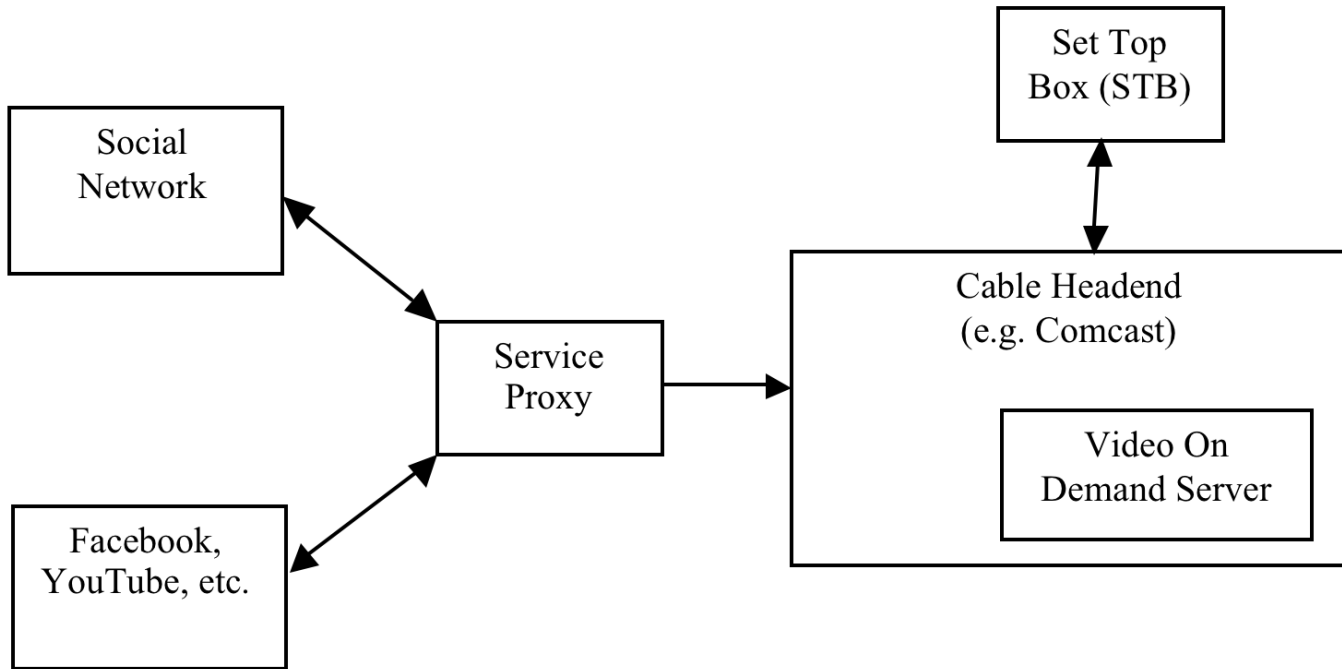 Set Top
Box (STB)
Social
Network
Cable Headend
(e.g. Comcast)
Service
Proxy
Video On
Demand Server
Facebook,
YouTube, etc.